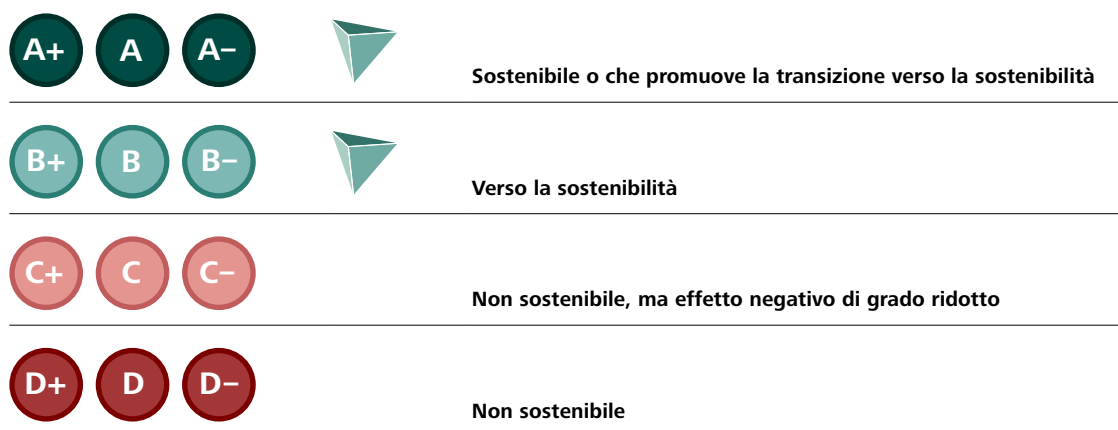 A+ A A−
Sostenibile o che promuove la transizione verso la sostenibilità
B+ B B−
Verso la sostenibilità
C+ C C−
Non sostenibile, ma effetto negativo di grado ridotto
D+ D D−
Non sostenibile